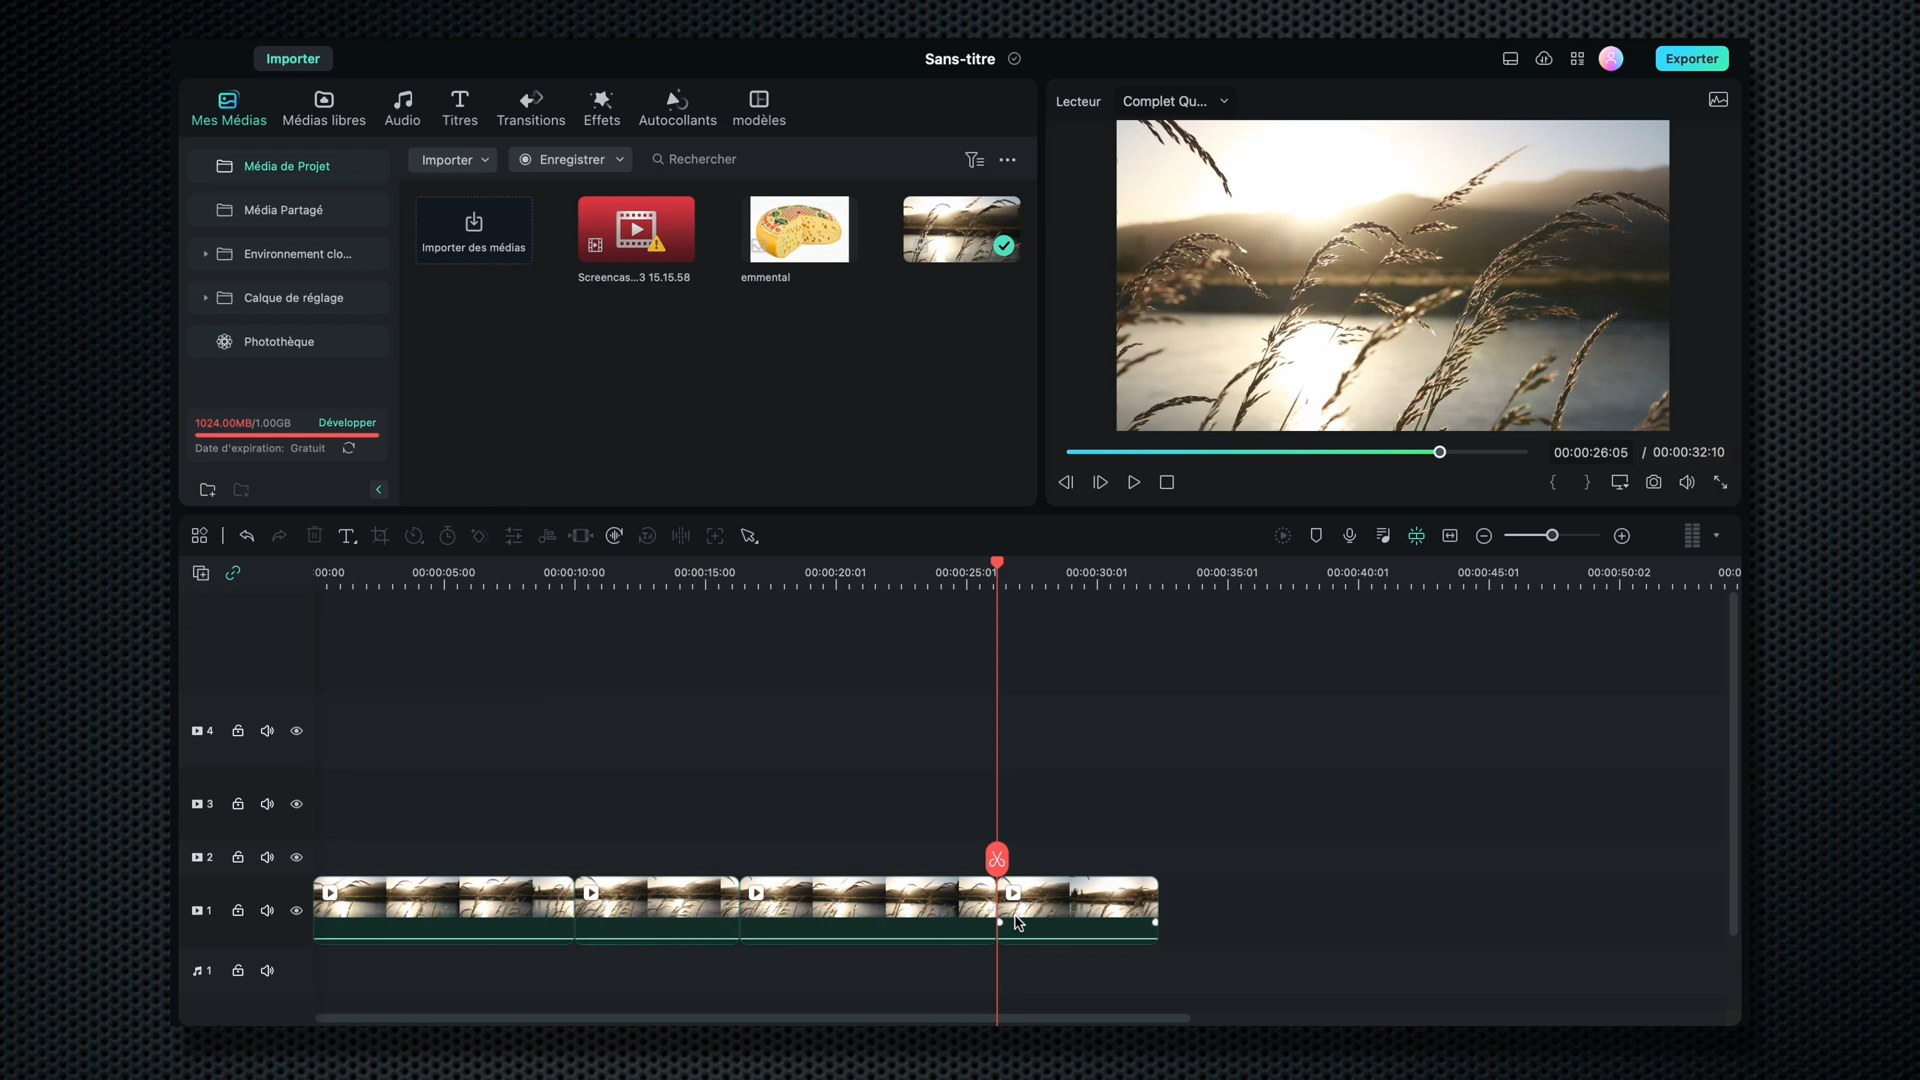 Importer
Sans-titre
Exporter
Mes Médias
Médias libres
Audio
Titres
Transitions
Effets
Autocollants
modèles
Lecteur
Complet Qu...
Média de Projet
Média Partagé
Environnement clo...
Calque de réglage
Photothèque
1024.00MB/1.00GB
Développer
Date d'expiration: Gratuit
Importer
Enregistrer
Rechercher
Importer des médias
Screencas...3 15.15.58
emmental
00:00:26:05 / 00:00:32:10
:00:00
00:00:05:00
00:00:10:00
00:00:15:00
00:00:20:01
00:00:25:01
00:00:30:01
00:00:35:01
00:00:40:01
00:00:45:01
00:00:50:02
00:0
4
3
2
1
1